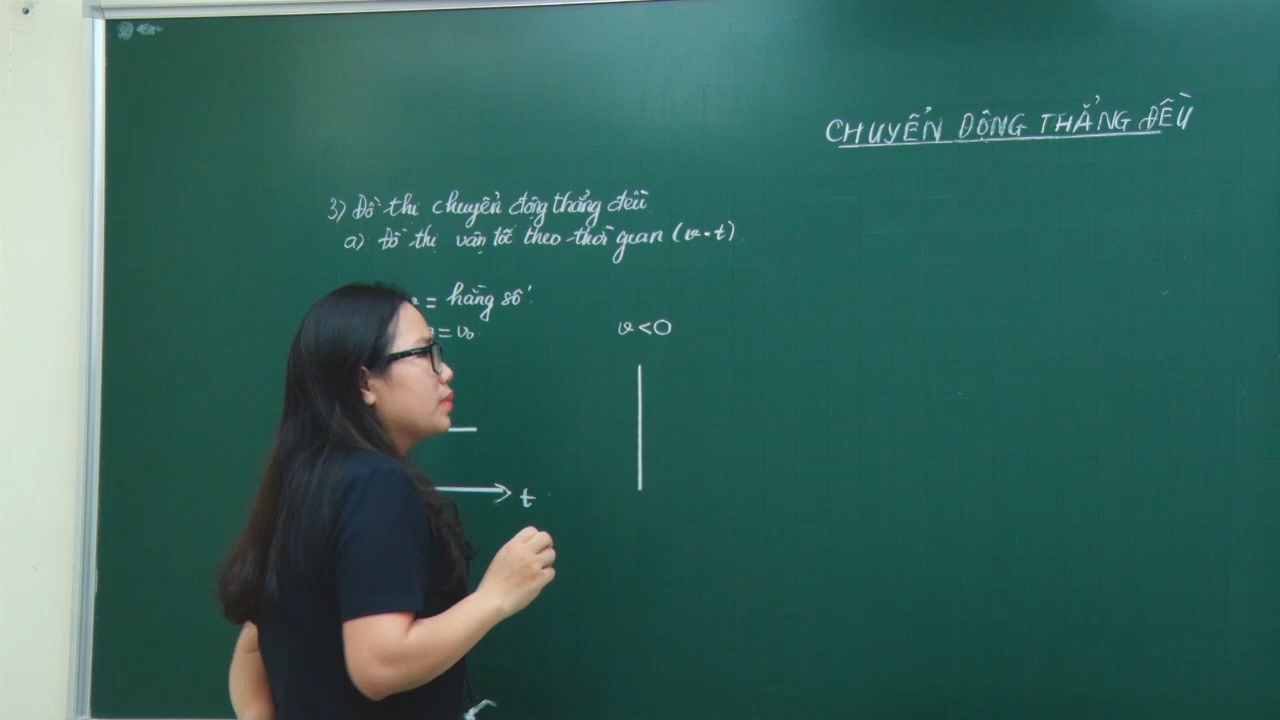 CHUYỂN ĐỘNG THẲNG ĐỀU
3) Đồ thị chuyển động thẳng đều
a) Đồ thị vận tốc theo thời gian (v-t)
v = hằng số
= v₀
v<0
t